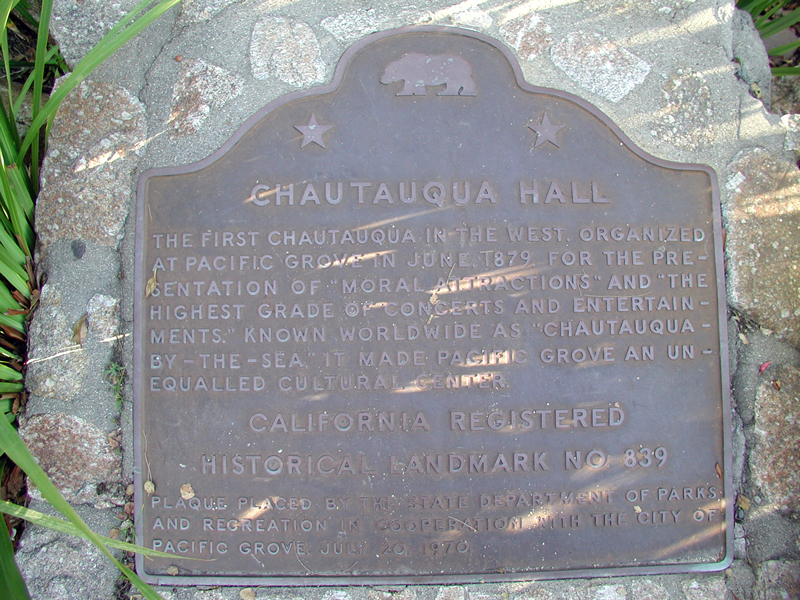 CHAUTAUQUA HALL
THE FIRST CHAUTAUQUA IN THE WEST, ORGANIZED
AT PACIFIC GROVE IN JUNE, 1879, FOR THE PRE-
SENTATION OF "MORAL ATTRACTIONS" AND "THE
HIGHEST GRADE OF CONCERTS AND ENTERTAIN-
MENTS." KNOWN WORLDWIDE AS "CHAUTAUQUA-
BY-THE-SEA," IT MADE PACIFIC GROVE AN UN-
EQUALLED CULTURAL CENTER.
CALIFORNIA REGISTERED
HISTORICAL LANDMARK NO. 839
PLAQUE PLACED BY THE STATE DEPARTMENT OF PARKS
AND RECREATION IN COOPERATION WITH THE CITY OF
PACIFIC GROVE, JULY 20, 1970.